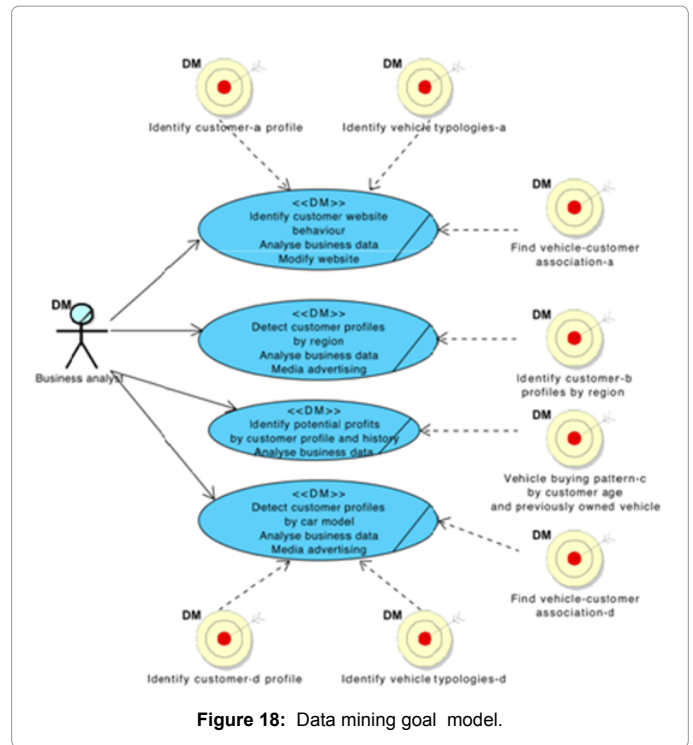 DM
DM
Identify customer-a profile
Identify vehicle typologies-a
<<DM>>
Identify customer website
behaviour
Analyse business data
Modify website
DM
Find vehicle-customer
association-a
DM
Business analyst
<<DM>>
Detect customer profiles
by region
Analyse business data
Media advertising
DM
Identify customer-b
profiles by region
<<DM>>
Identify potential profits
by customer profile and history
Analyse business data
DM
Vehicle buying pattern-c
by customer age
and previously owned vehicle
<<DM>>
Detect customer profiles
by car model
Analyse business data
Media advertising
DM
Find vehicle-customer
association-d
DM
DM
Identify customer-d profile
Identify vehicle typologies-d
Figure 18: Data mining goal model.